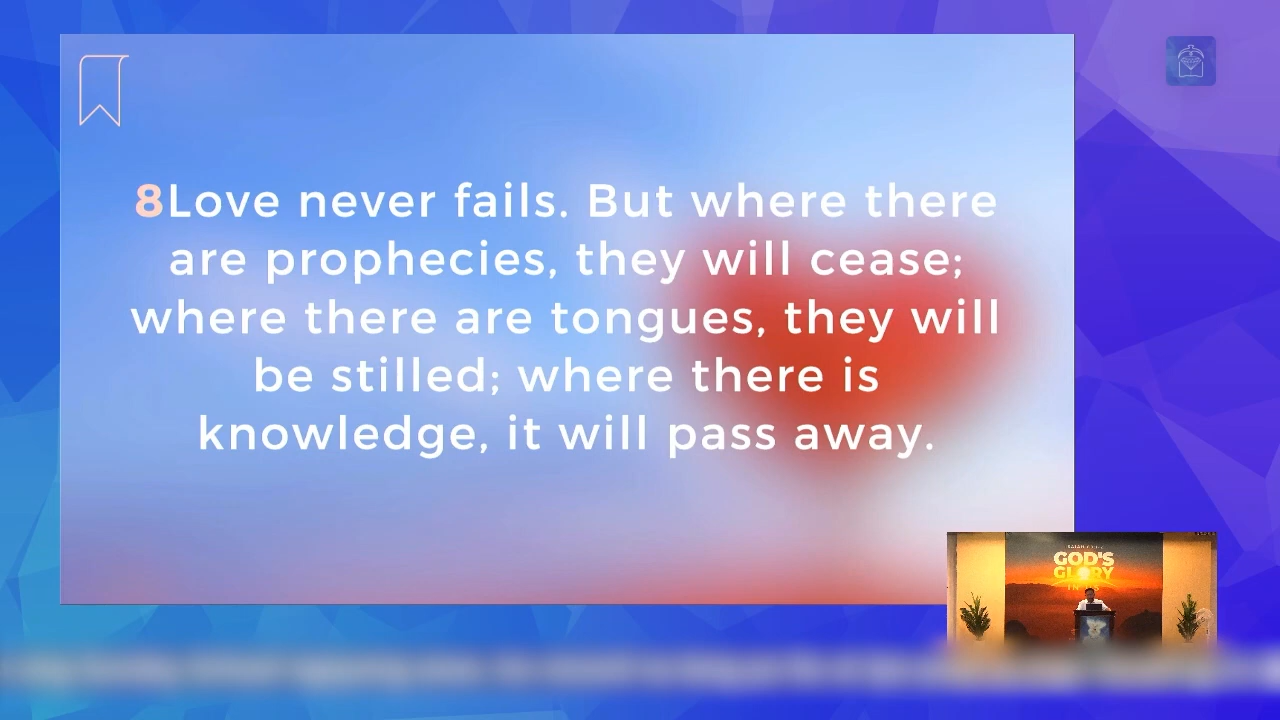 8Love never fails. But where there
are prophecies, they will cease;
where there are tongues, they will
be stilled; where there is
knowledge, it will pass away.
GOD'S
GLORY